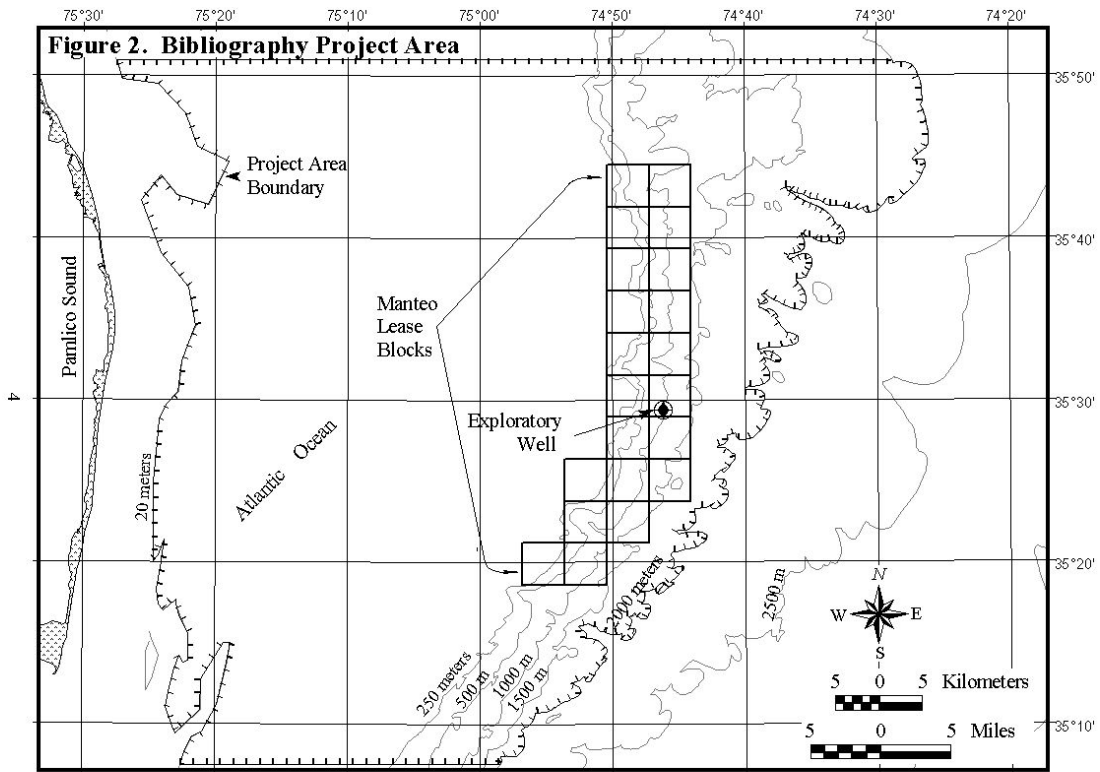 75°30' 75°20' 75°10' 75°00' 74°50' 74°40' 74°30' 74°20'
Figure 2. Bibliography Project Area
35°50'
Project Area
Boundary
35°40'
Pamlico Sound
Manteo
Lease
Blocks
4
35°30'
Exploratory
Well
Atlantic Ocean
20 meters
35°20'
2000 meters
2500 m
N
W E
S
250 meters
500 m
1000 m
1500 m
5 0 5 Kilometers
35°10'
5 0 5 Miles